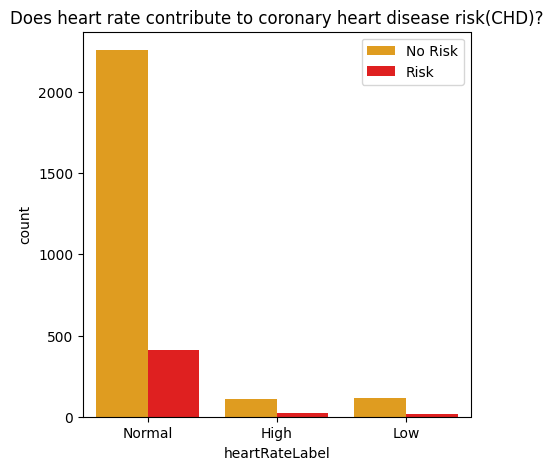 Does heart rate contribute to coronary heart disease risk(CHD)?
No Risk
Risk
2000
1500
1000
500
0
count
Normal
High
Low
heartRateLabel